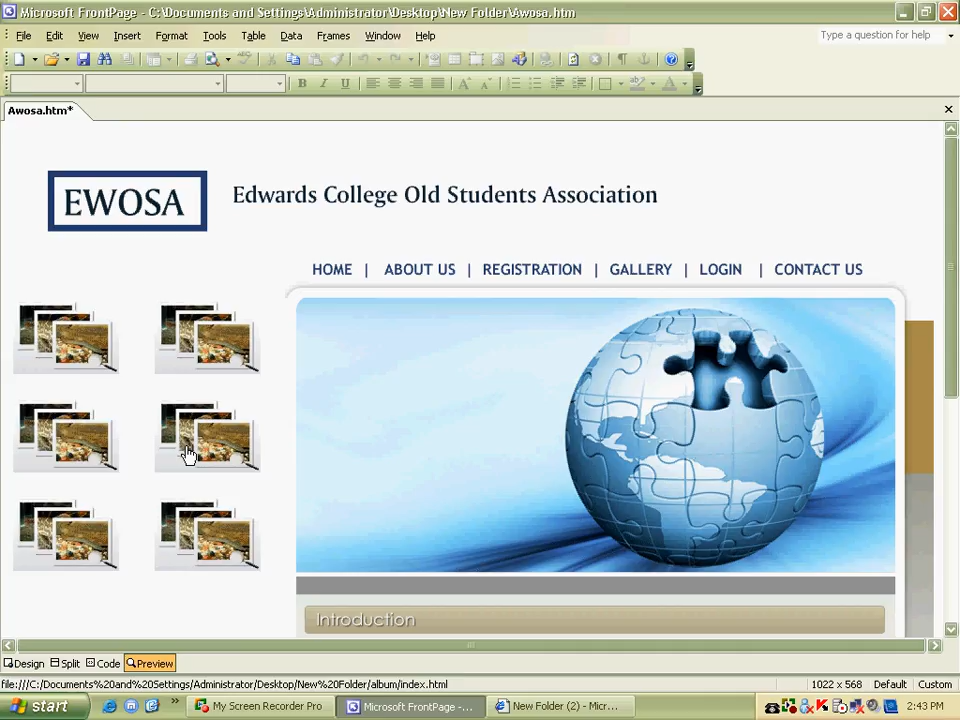 Microsoft FrontPage - C:\Documents and Settings\Administrator\Desktop\New Folder\Awosa.htm
File Edit View Insert Format Tools Table Data Frames Window Help
Type a question for help
B I U
Awosa.htm*
EWOSA
Edwards College Old Students Association
HOME | ABOUT US | REGISTRATION | GALLERY | LOGIN | CONTACT US
Introduction
Design Split Code Preview
file:///C:/Documents%20and%20Settings/Administrator/Desktop/New%20Folder/album/index.html
1022 x 568 Default Custom
start
My Screen Recorder Pro
Microsoft FrontPage -...
New Folder (2) - Micr...
2:43 PM